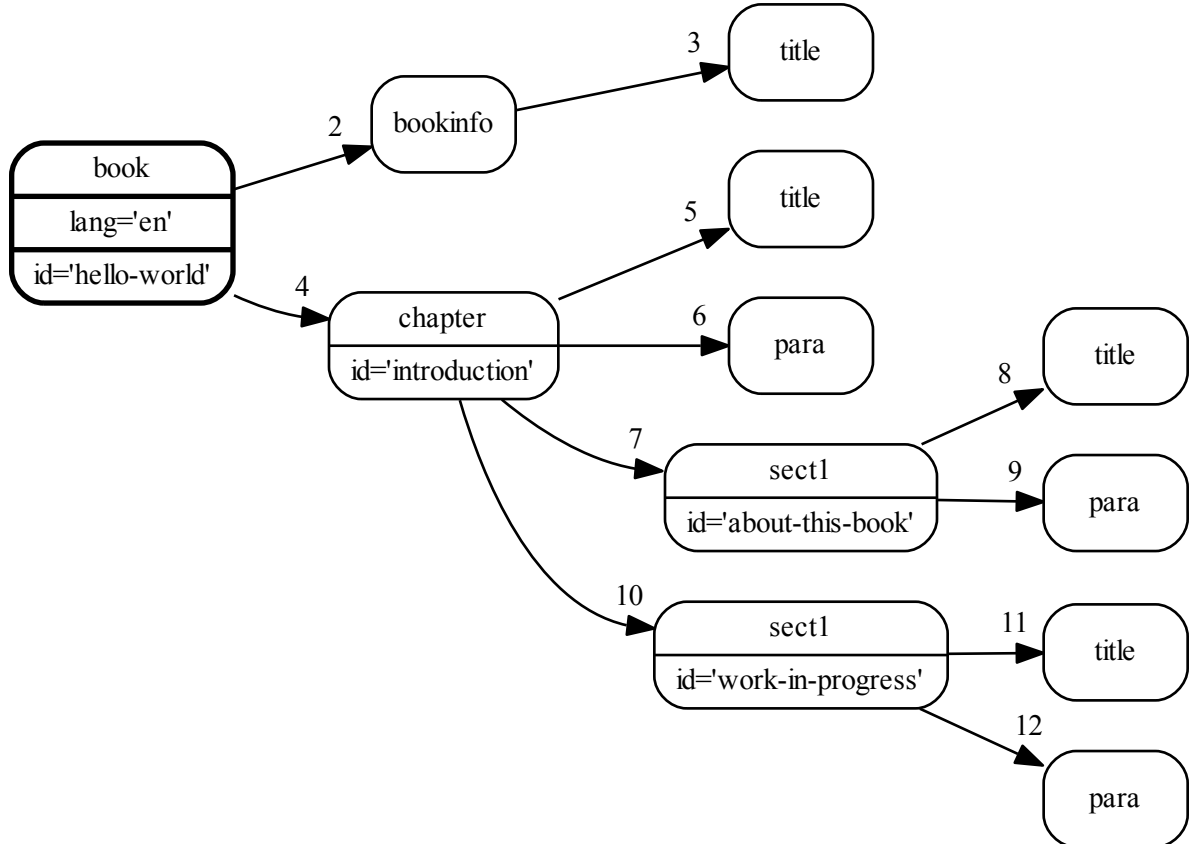 book
lang='en'
id='hello-world'
2
bookinfo
3
title
4
chapter
id='introduction'
5
title
6
para
7
sect1
id='about-this-book'
8
title
9
para
10
sect1
id='work-in-progress'
11
title
12
para